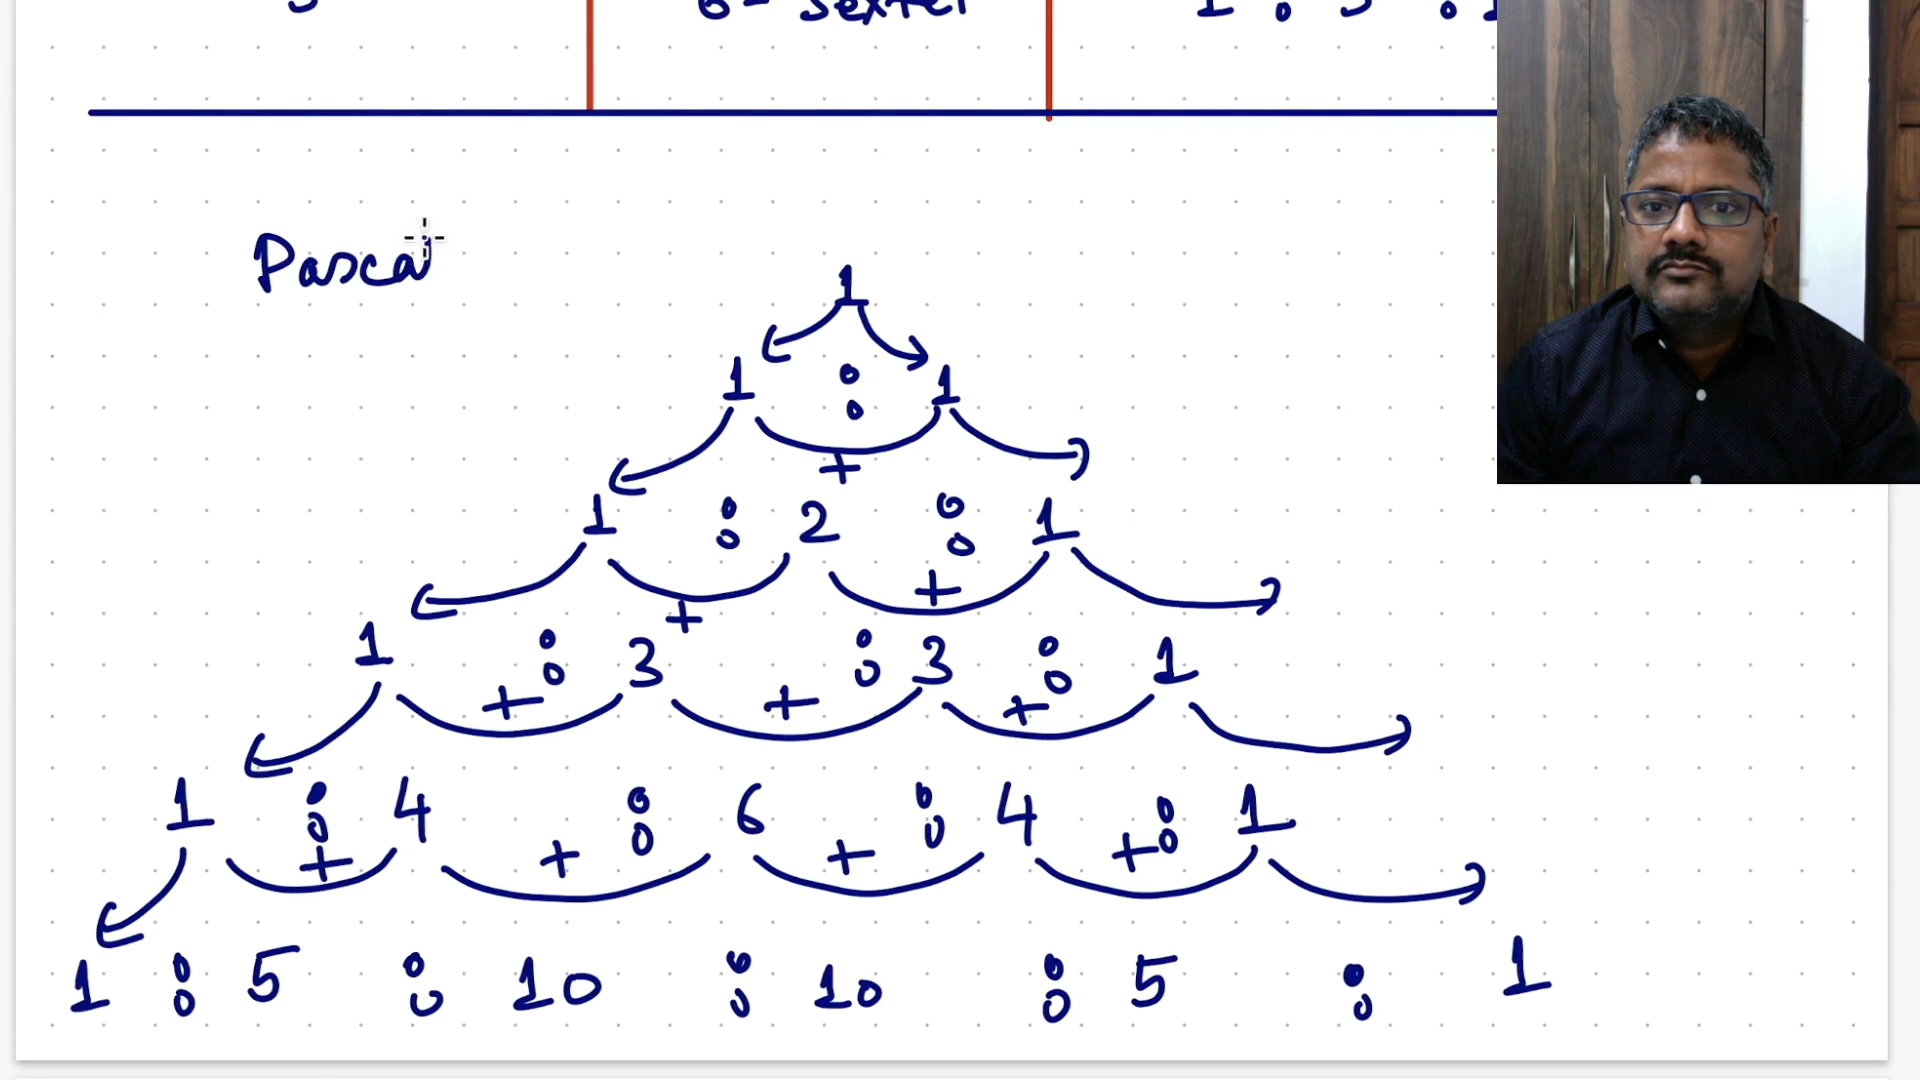 6 - Sextet
Pasca
1
1 : 1
+
1 : 2 : 1
+ +
1 : 3 : 3 : 1
+ + +
1 : 4 : 6 : 4 : 1
+ + + +
1 : 5 : 10 : 10 : 5 : 1